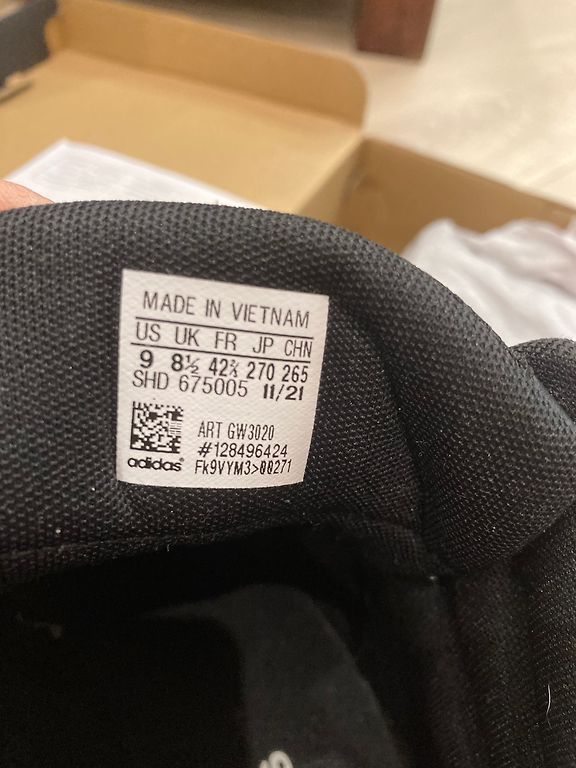 MADE IN VIETNAM
US UK FR JP CHN
9 8½ 42⅔ 270 265
SHD 675005 11/21
ART GW3020
#128496424
adidas® FK9VYM3>00271